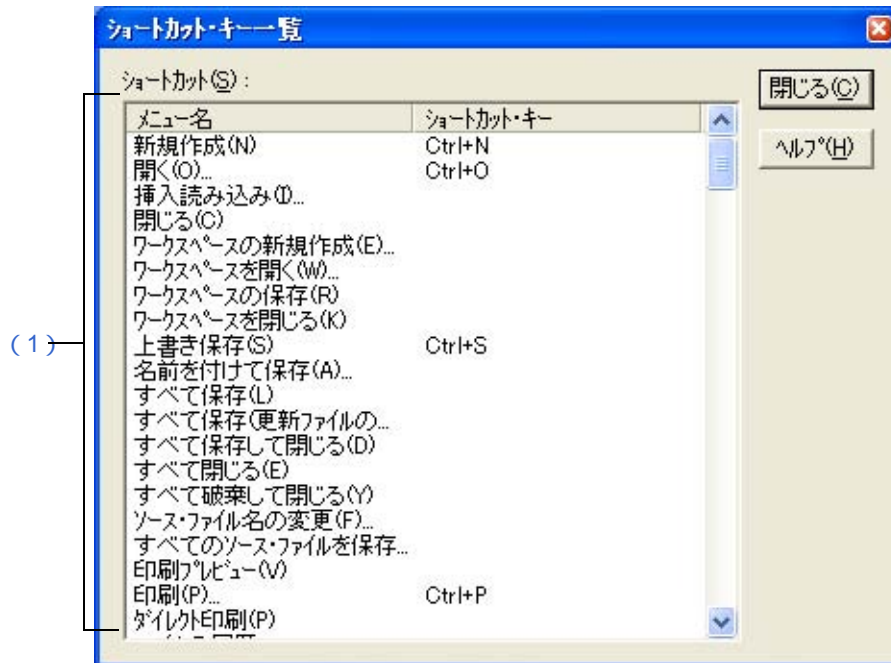 ショートカット・キー一覧
ショートカット(S):
閉じる(C)
ヘルプ(H)
メニュー名 ショートカット・キー
新規作成(N) Ctrl+N
開く(O)... Ctrl+O
挿入読み込み(I)...
閉じる(C)
ワークスペースの新規作成(E)...
ワークスペースを開く(W)...
ワークスペースの保存(R)
ワークスペースを閉じる(K)
(1)
上書き保存(S) Ctrl+S
名前を付けて保存(A)...
すべて保存(L)
すべて保存(更新ファイルの...
すべて保存して閉じる(D)
すべて閉じる(E)
すべて破棄して閉じる(Y)
ソース・ファイル名の変更(F)...
すべてのソース・ファイルを保存...
印刷プレビュー(V)
印刷(P)... Ctrl+P
ダイレクト印刷(P)